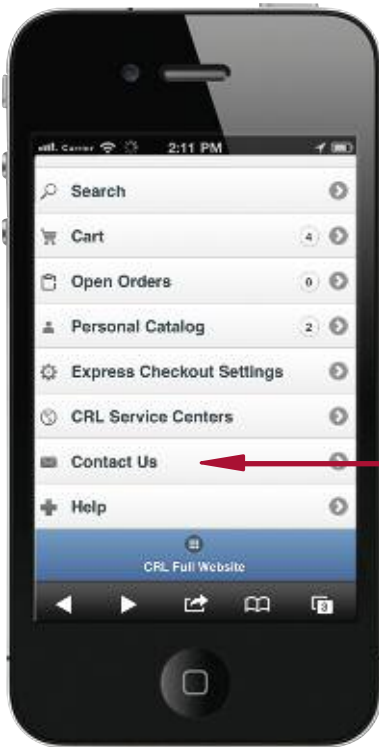 Carrier 2:11 PM
Search
Cart 4
Open Orders 0
Personal Catalog 2
Express Checkout Settings
CRL Service Centers
Contact Us
Help
CRL Full Website
3